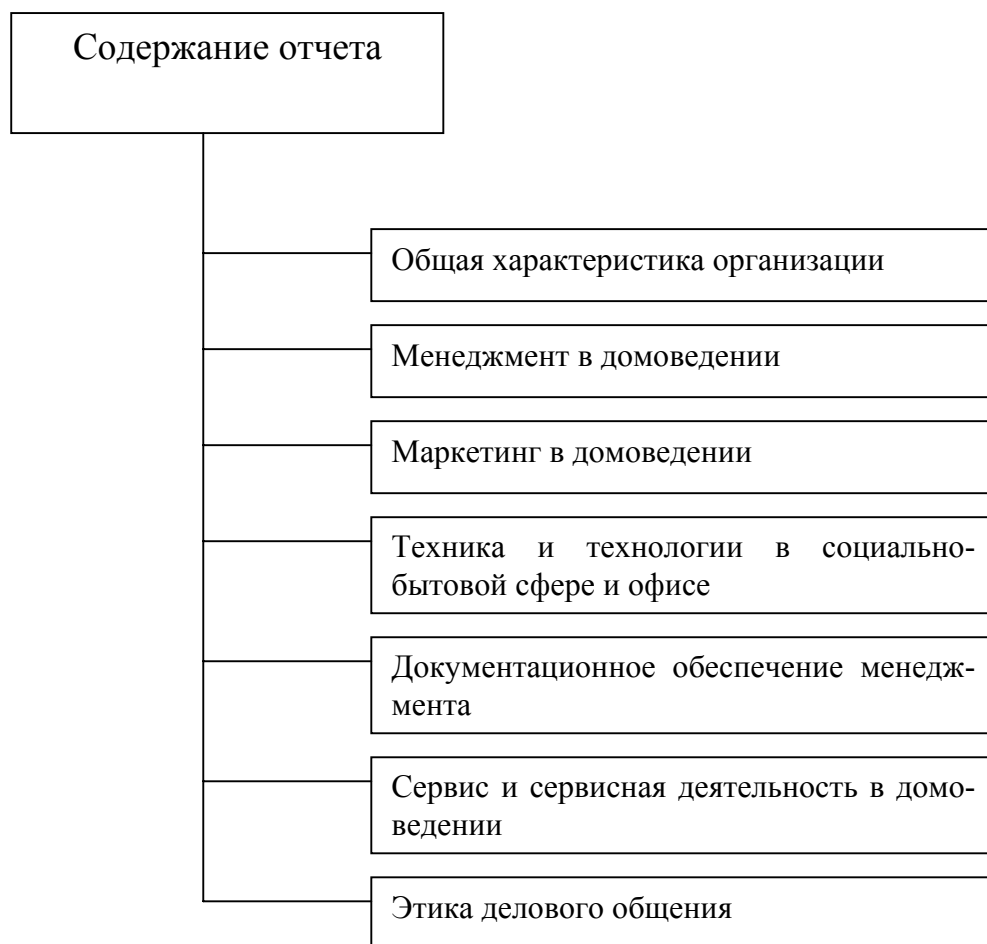 Содержание отчета
Общая характеристика организации
Менеджмент в домоведении
Маркетинг в домоведении
Техника и технологии в социально-
бытовой сфере и офисе
Документационное обеспечение менедж-
мента
Сервис и сервисная деятельность в домо-
ведении
Этика делового общения